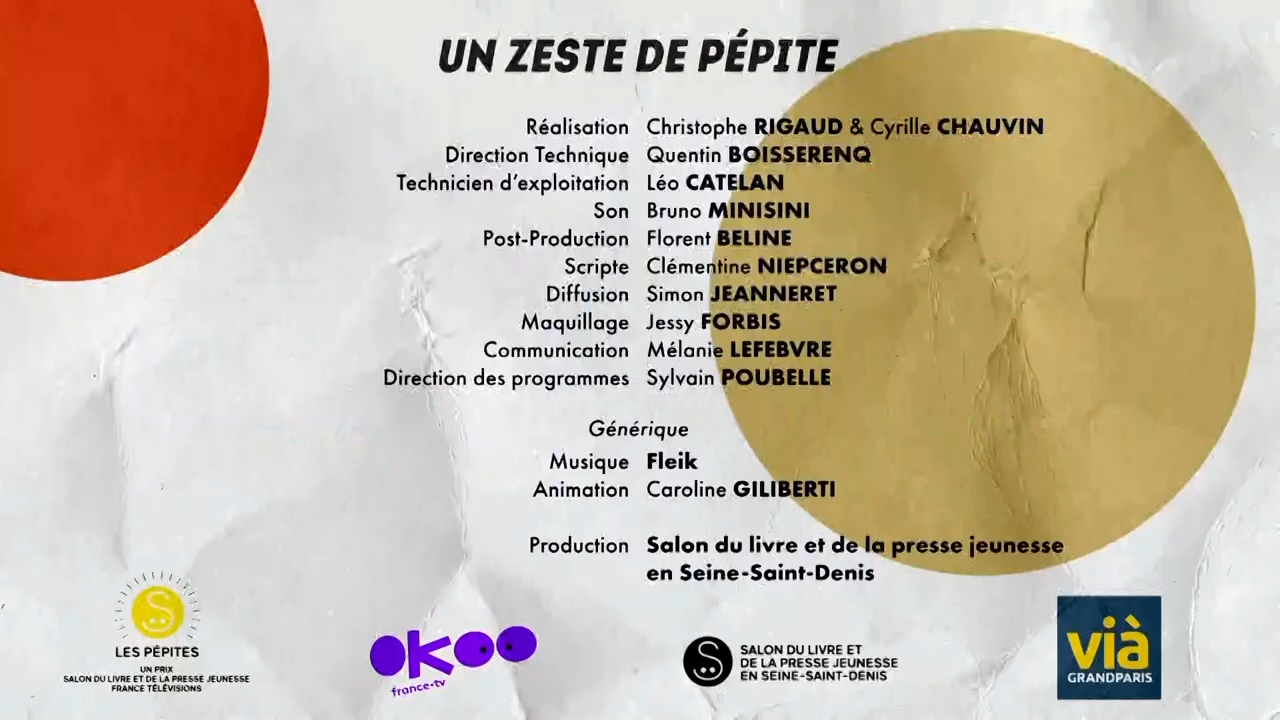 UN ZESTE DE PÉPITE
Réalisation Christophe RIGAUD & Cyrille CHAUVIN
Direction Technique Quentin BOISSERENQ
Technicien d'exploitation Léo CATELAN
Son Bruno MINISINI
Post-Production Florent BELINE
Scripte Clémentine NIEPCERON
Diffusion Simon JEANNERET
Maquillage Jessy FORBIS
Communication Mélanie LEFEBVRE
Direction des programmes Sylvain POUBELLE
Générique
Musique Fleik
Animation Caroline GILIBERTI
Production Salon du livre et de la presse jeunesse
en Seine-Saint-Denis
LES PÉPITES
UN PRIX
SALON DU LIVRE ET DE LA PRESSE JEUNESSE
FRANCE TÉLÉVISIONS
okoo
france•tv
SALON DU LIVRE ET
DE LA PRESSE JEUNESSE
EN SEINE-SAINT-DENIS
vià
GRANDPARIS